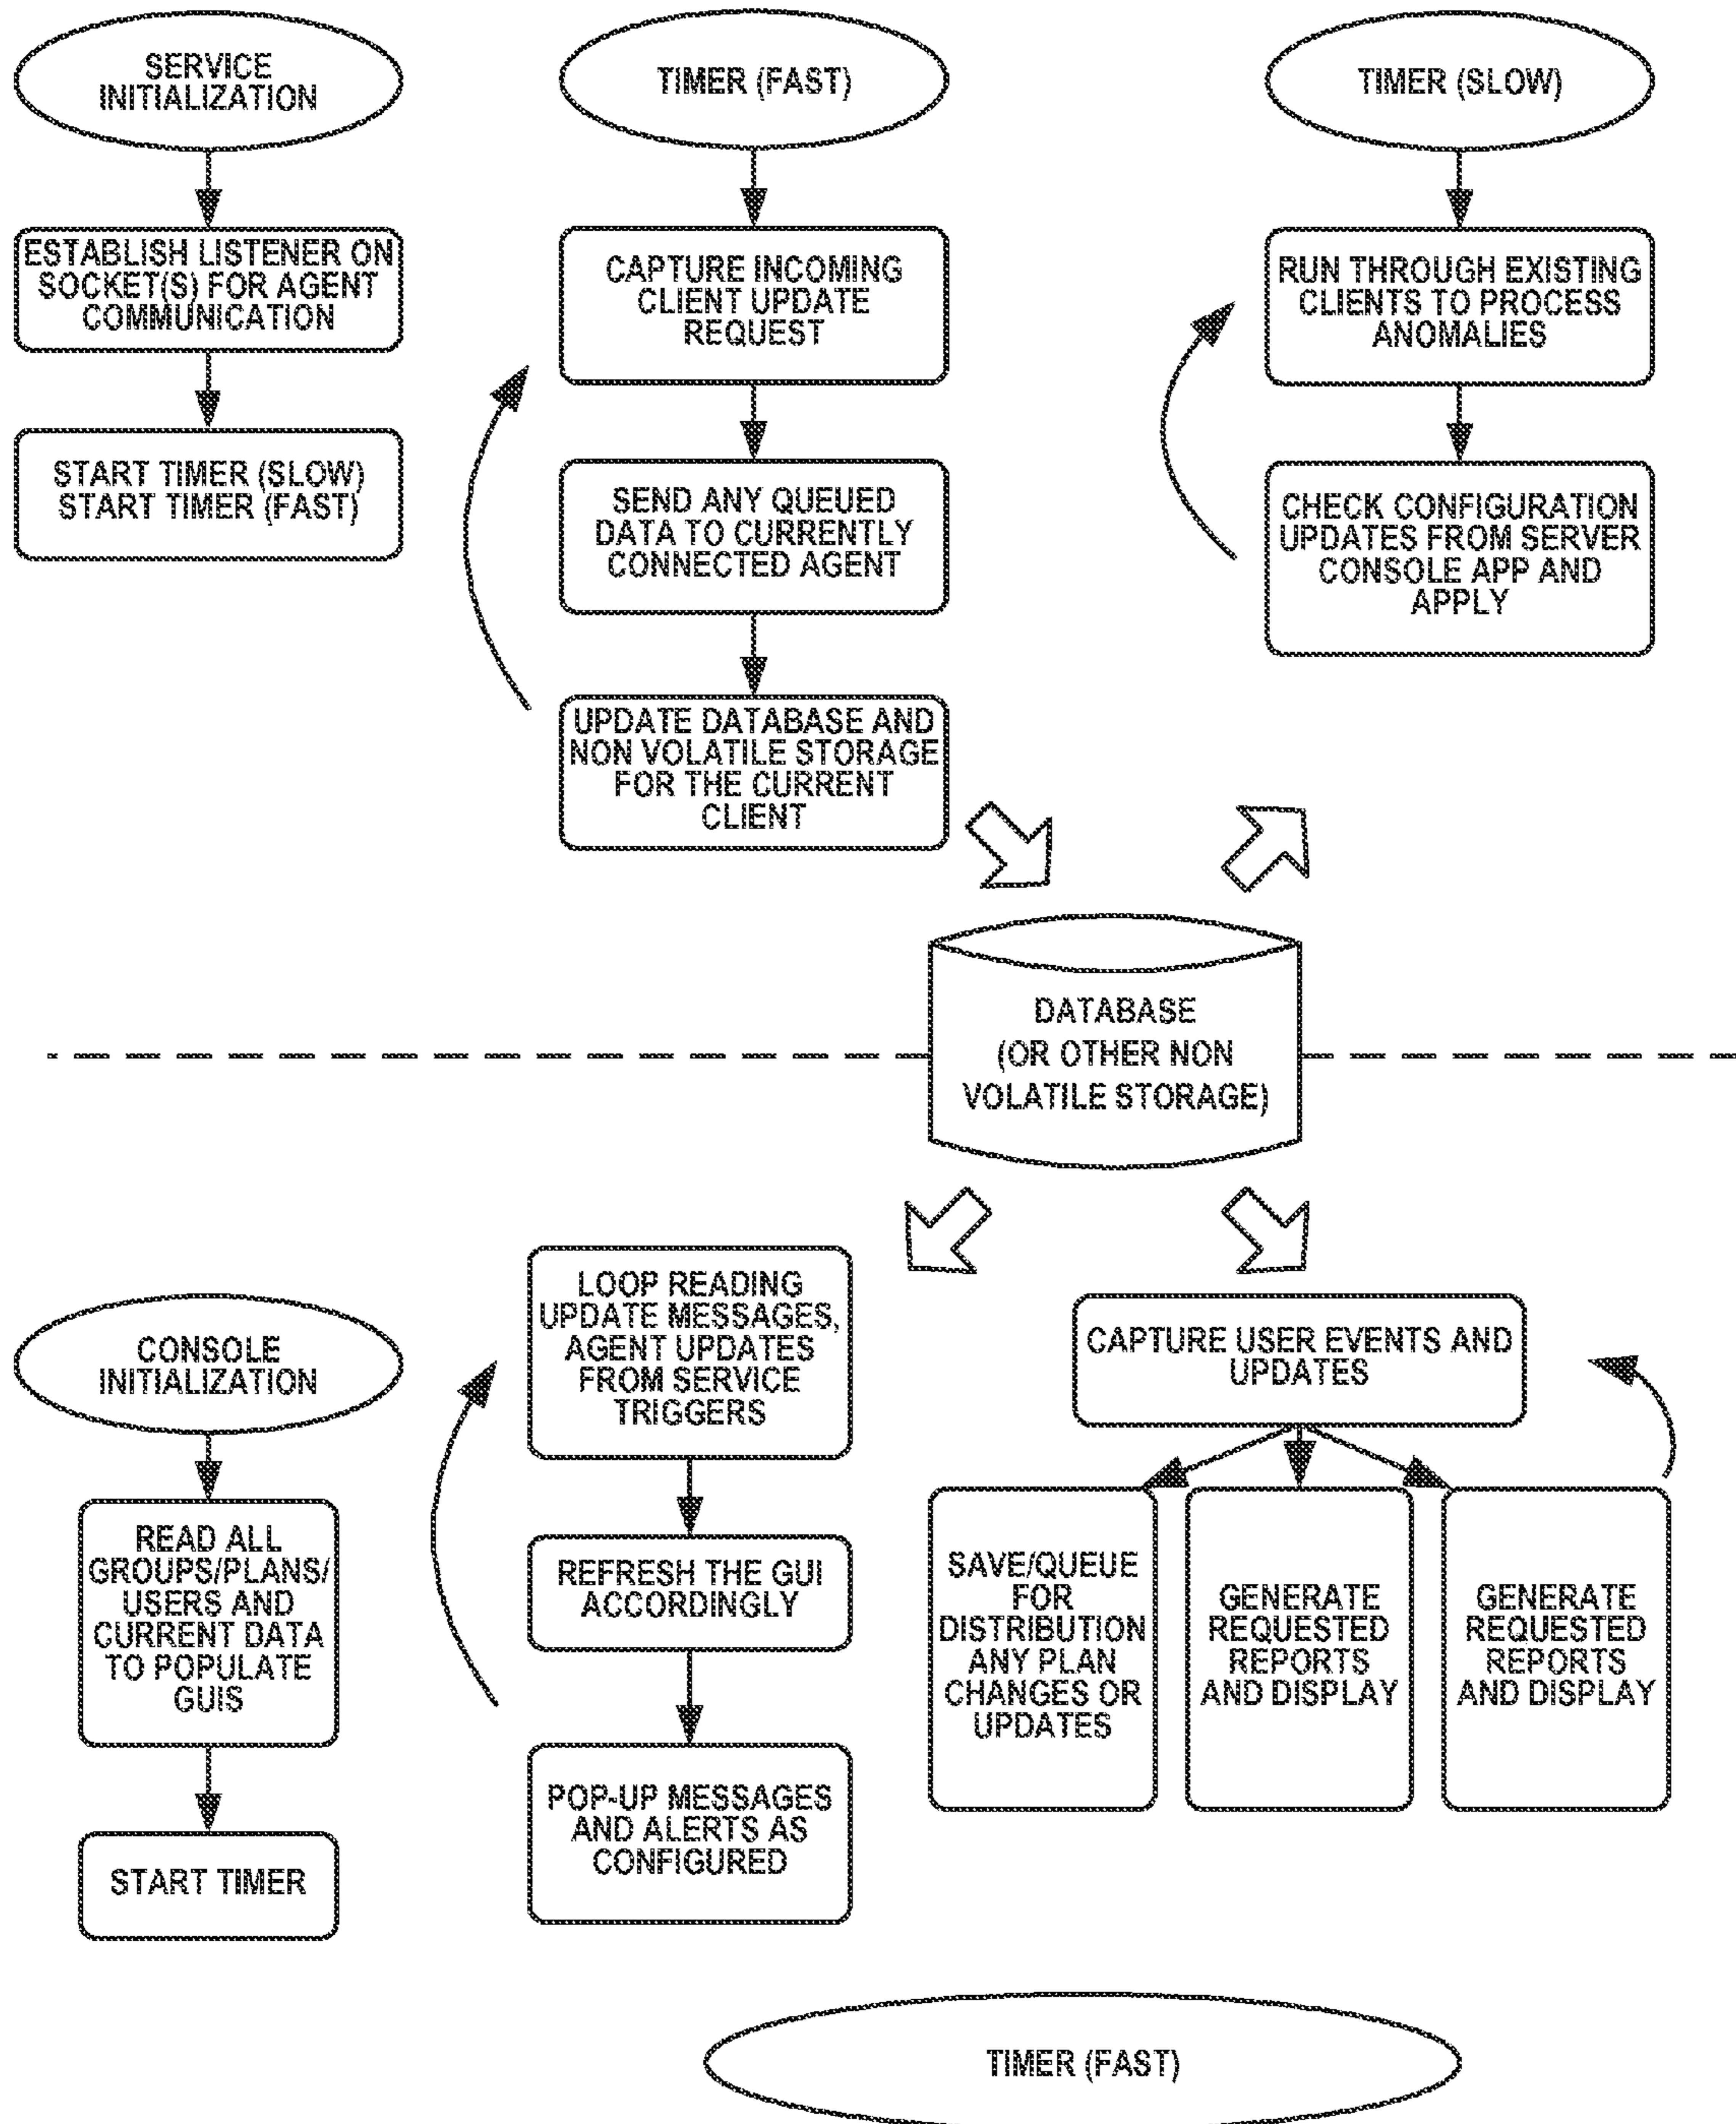 SERVICE
INITIALIZATION
ESTABLISH LISTENER ON
SOCKET(S) FOR AGENT
COMMUNICATION
START TIMER (SLOW)
START TIMER (FAST)
TIMER (FAST)
CAPTURE INCOMING
CLIENT UPDATE
REQUEST
SEND ANY QUEUED
DATA TO CURRENTLY
CONNECTED AGENT
UPDATE DATABASE AND
NON VOLATILE STORAGE
FOR THE CURRENT
CLIENT
TIMER (SLOW)
RUN THROUGH EXISTING
CLIENTS TO PROCESS
ANOMALIES
CHECK CONFIGURATION
UPDATES FROM SERVER
CONSOLE APP AND
APPLY
DATABASE
(OR OTHER NON
VOLATILE STORAGE)
CONSOLE
INITIALIZATION
READ ALL
GROUPS/PLANS/
USERS AND
CURRENT DATA
TO POPULATE
GUIS
START TIMER
LOOP READING
UPDATE MESSAGES,
AGENT UPDATES
FROM SERVICE
TRIGGERS
REFRESH THE GUI
ACCORDINGLY
POP-UP MESSAGES
AND ALERTS AS
CONFIGURED
CAPTURE USER EVENTS AND
UPDATES
SAVE/QUEUE
FOR
DISTRIBUTION
ANY PLAN
CHANGES OR
UPDATES
GENERATE
REQUESTED
REPORTS
AND DISPLAY
GENERATE
REQUESTED
REPORTS
AND DISPLAY
TIMER (FAST)